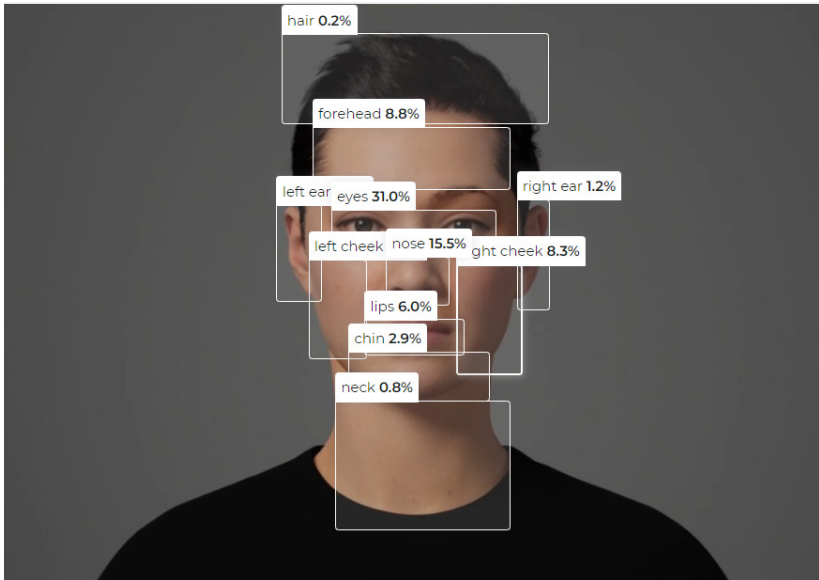 hair 0.2%
forehead 8.8%
left ear
eyes 31.0%
right ear 1.2%
left cheek
nose 15.5%
ght cheek 8.3%
lips 6.0%
chin 2.9%
neck 0.8%